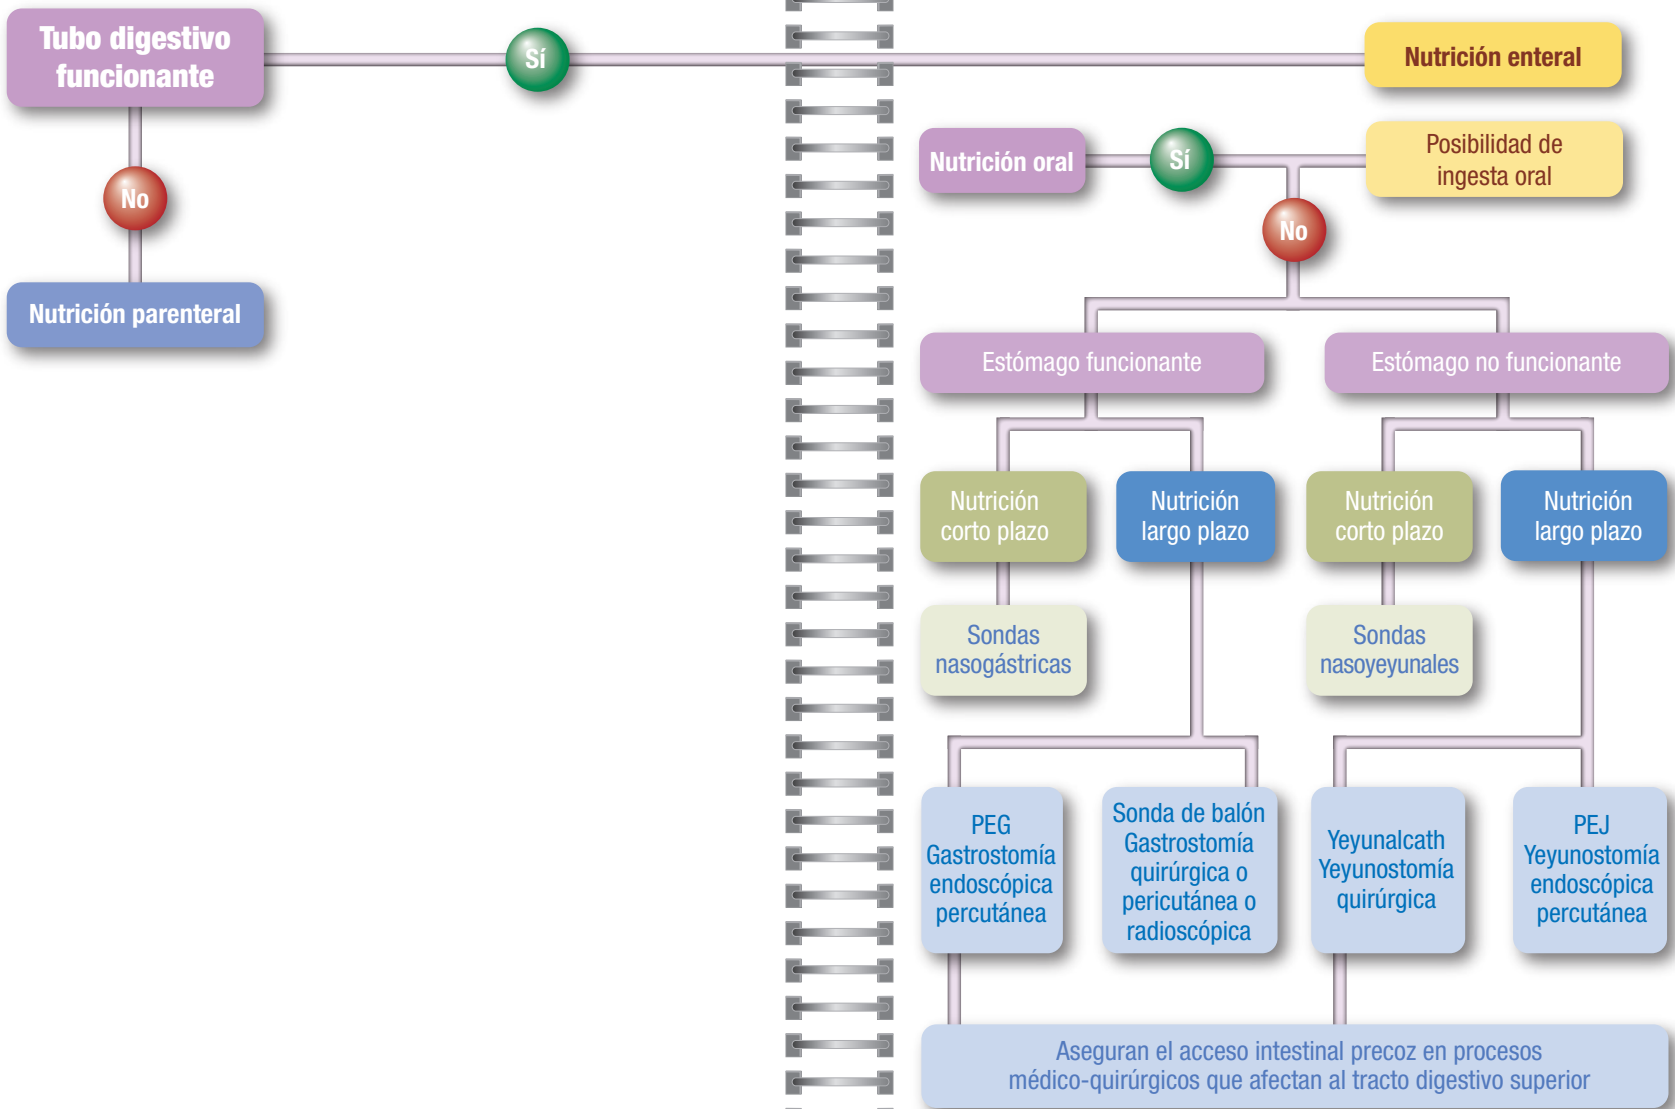 Tubo digestivo
funcionante
Sí
Nutrición enteral
No
Nutrición parenteral
Nutrición oral
Sí
Posibilidad de
ingesta oral
No
Estómago funcionante
Estómago no funcionante
Nutrición
corto plazo
Nutrición
largo plazo
Nutrición
corto plazo
Nutrición
largo plazo
Sondas
nasogástricas
Sondas
nasoyeyunales
PEG
Gastrostomía
endoscópica
percutánea
Sonda de balón
Gastrostomía
quirúrgica o
pericutánea o
radioscópica
Yeyunalcath
Yeyunostomía
quirúrgica
PEJ
Yeyunostomía
endoscópica
percutánea
Aseguran el acceso intestinal precoz en procesos
médico-quirúrgicos que afectan al tracto digestivo superior